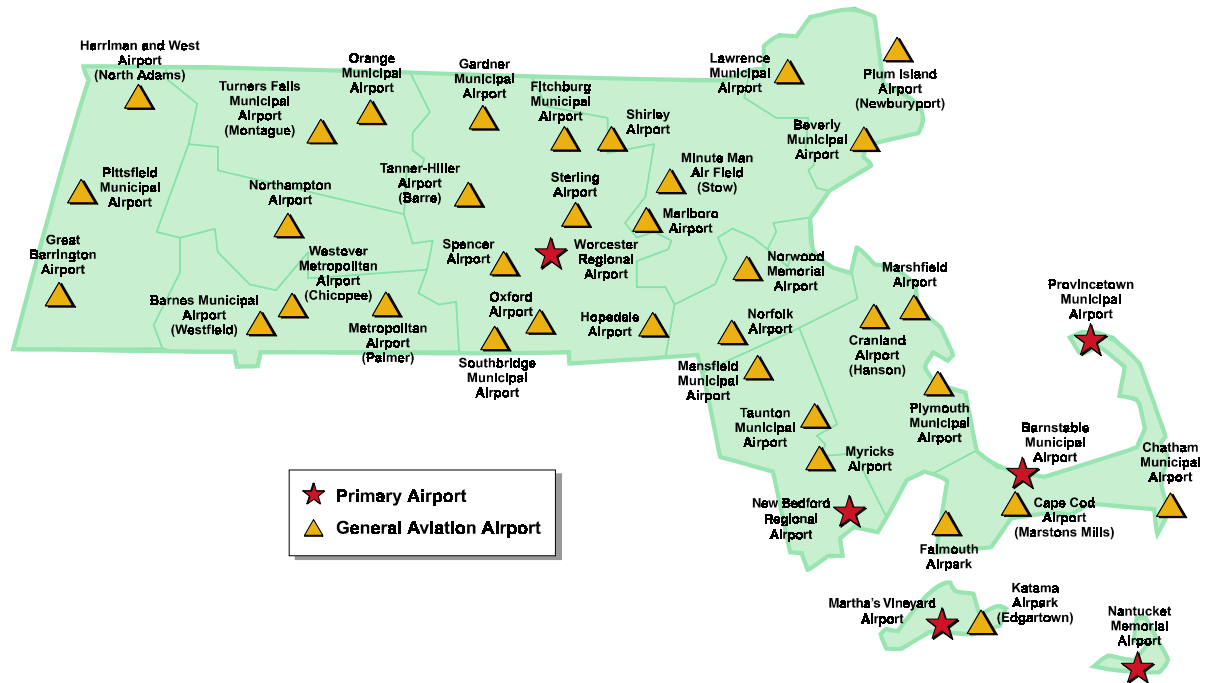 Harriman and West
Airport
(North Adams)
Orange
Municipal
Airport
Gardner
Municipal
Airport
Lawrence
Municipal
Airport
Plum Island
Airport
(Newburyport)
Turners Falls
Municipal
Airport
(Montague)
Fitchburg
Municipal
Airport
Shirley
Airport
Beverly
Municipal
Airport
Pittsfield
Municipal
Airport
Northampton
Airport
Tanner-Hiller
Airport
(Barre)
Sterling
Airport
Minute Man
Air Field
(Stow)
Marlboro
Airport
Great
Barrington
Airport
Westover
Metropolitan
Airport
(Chicopee)
Spencer
Airport
Worcester
Regional
Airport
Norwood
Memorial
Airport
Marshfield
Airport
Provincetown
Municipal
Airport
Barnes Municipal
Airport
(Westfield)
Metropolitan
Airport
(Palmer)
Oxford
Airport
Hopedale
Airport
Norfolk
Airport
Cranland
Airport
(Hanson)
Southbridge
Municipal
Airport
Mansfield
Municipal
Airport
Taunton
Municipal
Airport
Plymouth
Municipal
Airport
Barnstable
Municipal
Airport
Chatham
Municipal
Airport
Myricks
Airport
New Bedford
Regional
Airport
Cape Cod
Airport
(Marstons Mills)
Falmouth
Airpark
Primary Airport
General Aviation Airport
Martha's Vineyard
Airport
Katama
Airpark
(Edgartown)
Nantucket
Memorial
Airport